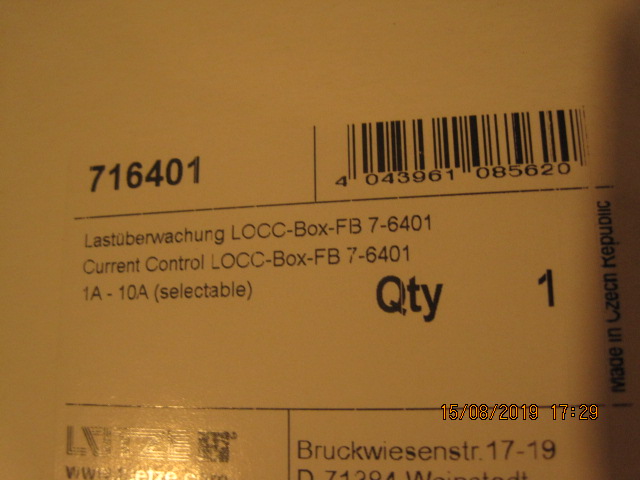 716401
4 043961 085620
Lastüberwachung LOCC-Box-FB 7-6401
Current Control LOCC-Box-FB 7-6401
1A - 10A (selectable)
Qty 1
Made in Czech Republic
15/08/2019 17:29
Bruckwiesenstr. 17-19